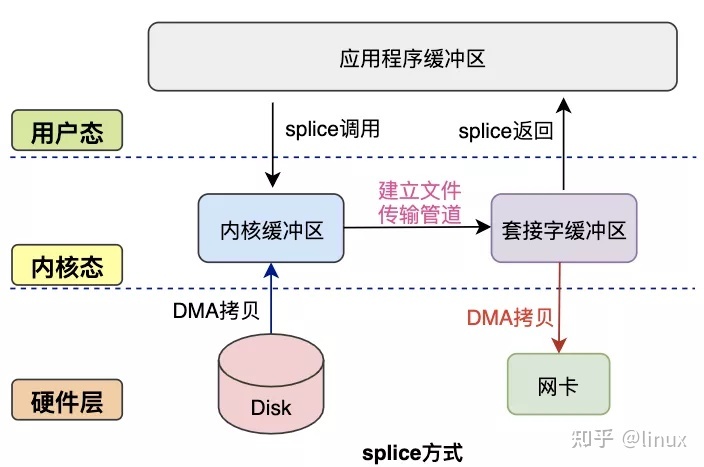 应用程序缓冲区
用户态
splice调用
splice返回
内核态
内核缓冲区
建立文件
传输管道
套接字缓冲区
DMA拷贝
DMA拷贝
硬件层
Disk
网卡
splice方式
知乎 @linux